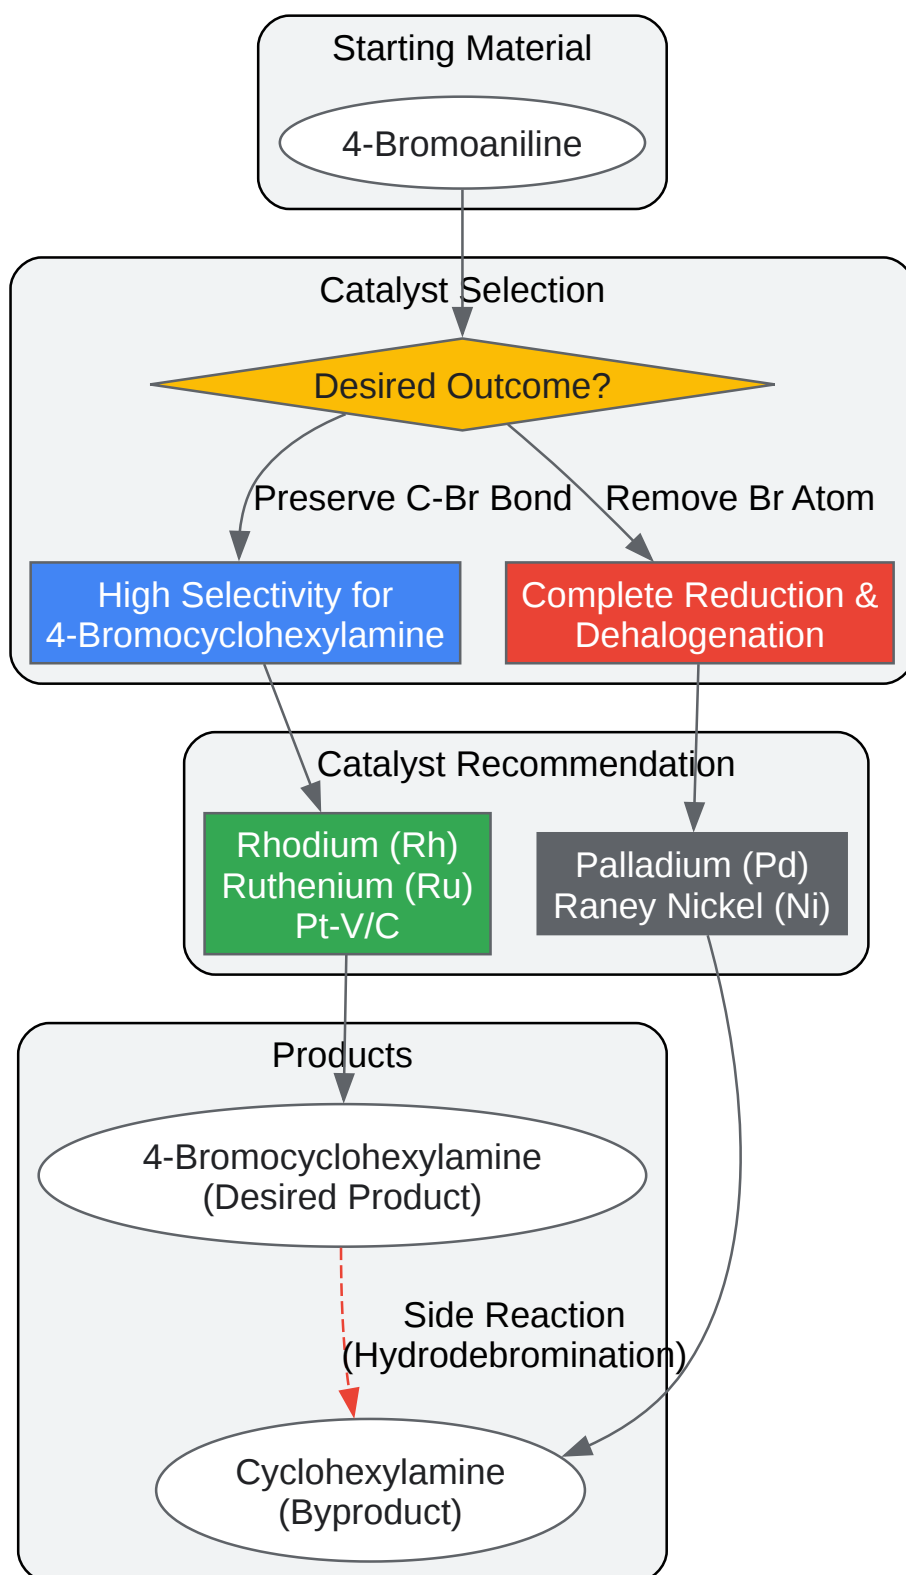 Starting Material
4-Bromoaniline
Catalyst Selection
Desired Outcome?
Preserve C-Br Bond
Remove Br Atom
High Selectivity for
4-Bromocyclohexylamine
Complete Reduction &
Dehalogenation
Catalyst Recommendation
Rhodium (Rh)
Ruthenium (Ru)
Pt-V/C
Palladium (Pd)
Raney Nickel (Ni)
Products
4-Bromocyclohexylamine
(Desired Product)
Side Reaction
(Hydrodebromination)
Cyclohexylamine
(Byproduct)